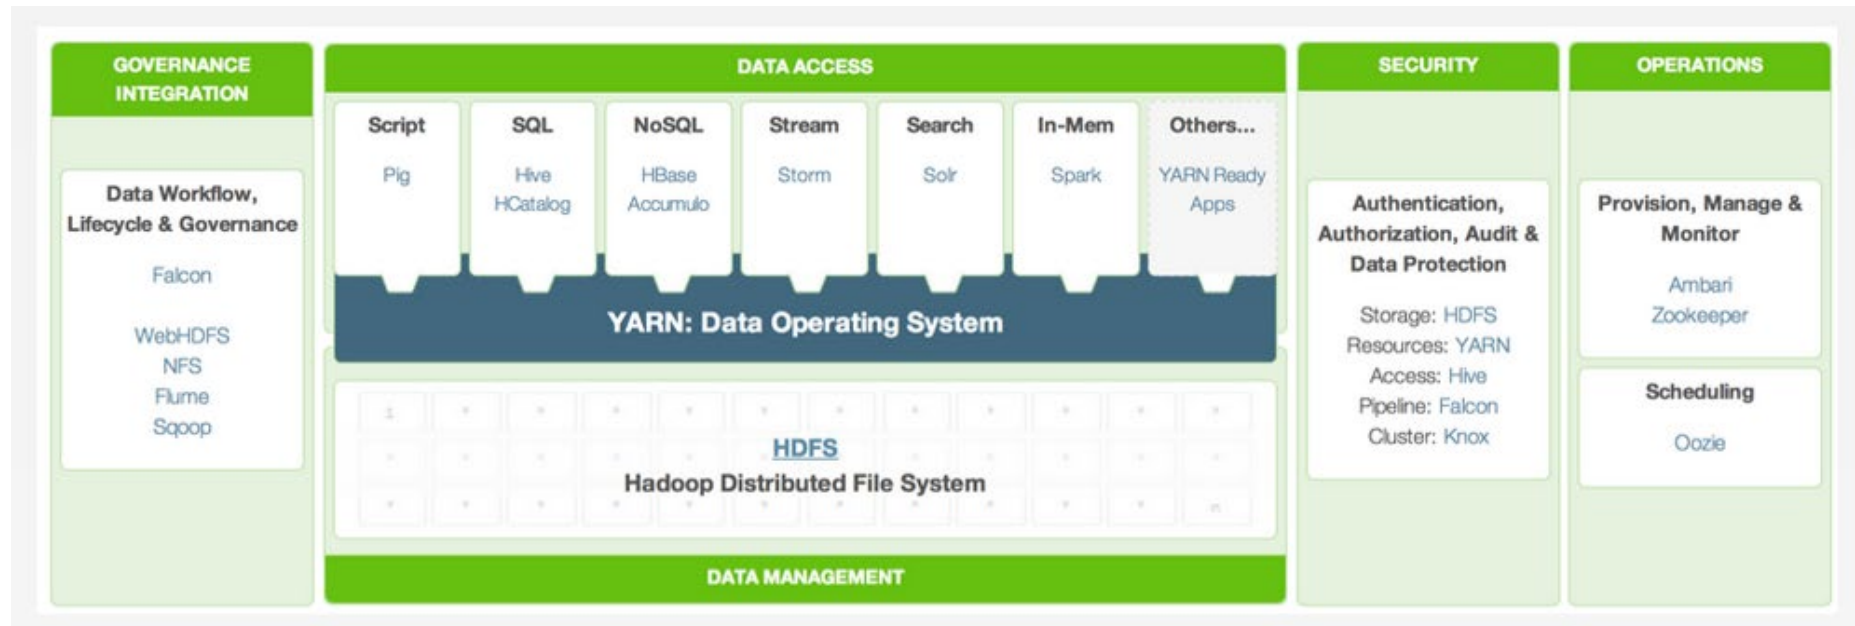 GOVERNANCE
INTEGRATION
Data Workflow,
Lifecycle & Governance
Falcon
WebHDFS
NFS
Flume
Sqoop
DATA ACCESS
Script
Pig
SQL
Hive
HCatalog
NoSQL
HBase
Accumulo
Stream
Storm
Search
Solr
In-Mem
Spark
Others...
YARN Ready
Apps
YARN: Data Operating System
1
HDFS
Hadoop Distributed File System
n
DATA MANAGEMENT
SECURITY
Authentication,
Authorization, Audit &
Data Protection
Storage: HDFS
Resources: YARN
Access: Hive
Pipeline: Falcon
Cluster: Knox
OPERATIONS
Provision, Manage &
Monitor
Ambari
Zookeeper
Scheduling
Oozie